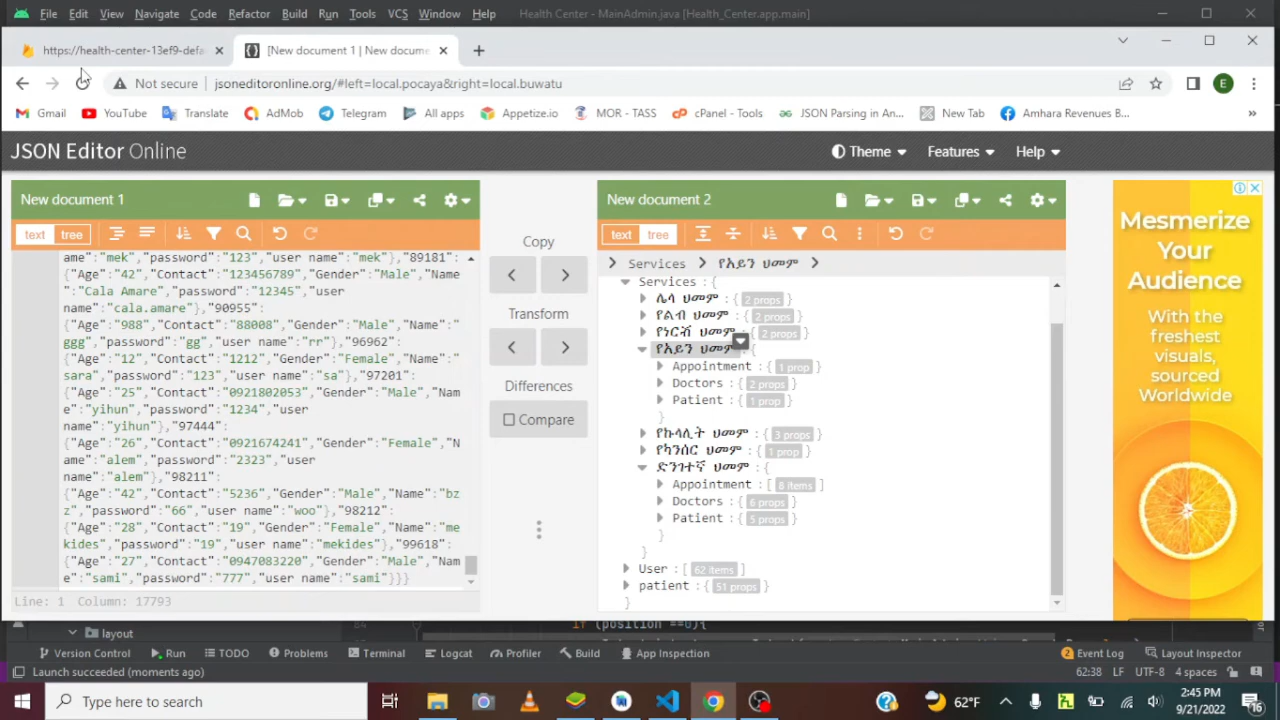 File Edit View Navigate Code Refactor Build Run Tools VCS Window Help Health Center - MainAdmin.java [Health_Center.app.main]
https://health-center-13ef9-defa
[New document 1 | New docume
Not secure jsoneditoronline.org/#left=local.pocaya&right=local.buwatu
E
Gmail YouTube Translate AdMob Telegram All apps Appetize.io MOR - TASS cPanel - Tools JSON Parsing in An... New Tab Amhara Revenues B... »
JSON Editor Online
Theme Features Help
New document 1
text tree
ame":"mek","password":"123","user name":"mek"},"89181":
{"Age":"42","Contact":"123456789","Gender":"Male","Name
":"Cala Amare","password":"12345","user
name":"cala.amare"},"90955":
{"Age":"988","Contact":"88008","Gender":"Male","Name":"
ggg","password":"gg","user name":"rr"},"96962":
{"Age":"12","Contact":"1212","Gender":"Female","Name":"
sara","password":"123","user name":"sa"},"97201":
{"Age":"25","Contact":"0921802053","Gender":"Male","Nam
e":"yihun","password":"1234","user
name":"yihun"},"97444":
{"Age":"26","Contact":"0921674241","Gender":"Female","N
ame":"alem","password":"2323","user
name":"alem"},"98211":
{"Age":"42","Contact":"5236","Gender":"Male","Name":"bz
","password":"66","user name":"woo"},"98212":
{"Age":"28","Contact":"19","Gender":"Female","Name":"me
kides","password":"19","user name":"mekides"},"99618":
{"Age":"27","Contact":"0947083220","Gender":"Male","Nam
e":"sami","password":"777","user name":"sami"}}}
Line: 1 Column: 17793
Copy
Transform
Differences
Compare
New document 2
text tree
Services የአይን ህመም
Services : {
ሌላ ህመም : { 2 props }
የልብ ህመም : { 2 props }
የነርቭ ህመም : { 2 props }
የአይን ህመም {
Appointment : { 1 prop }
Doctors : { 2 props }
Patient : { 1 prop }
}
የኩላሊት ህመም : { 3 props }
የካንሰር ህመም : { 1 prop }
ድንገተኛ ህመም : {
Appointment : [ 8 items ]
Doctors : { 6 props }
Patient : { 5 props }
}
}
User : [ 62 items ]
patient : { 51 props }
}
Mesmerize
Your
Audience
With the
freshest
visuals,
sourced
Worldwide
layout
84
if (position ==0){
Version Control Run TODO Problems Terminal Logcat Profiler Build App Inspection 2 Event Log Layout Inspector
Launch succeeded (moments ago) 62:38 LF UTF-8 4 spaces
Type here to search
62°F
2:45 PM
9/21/2022
16